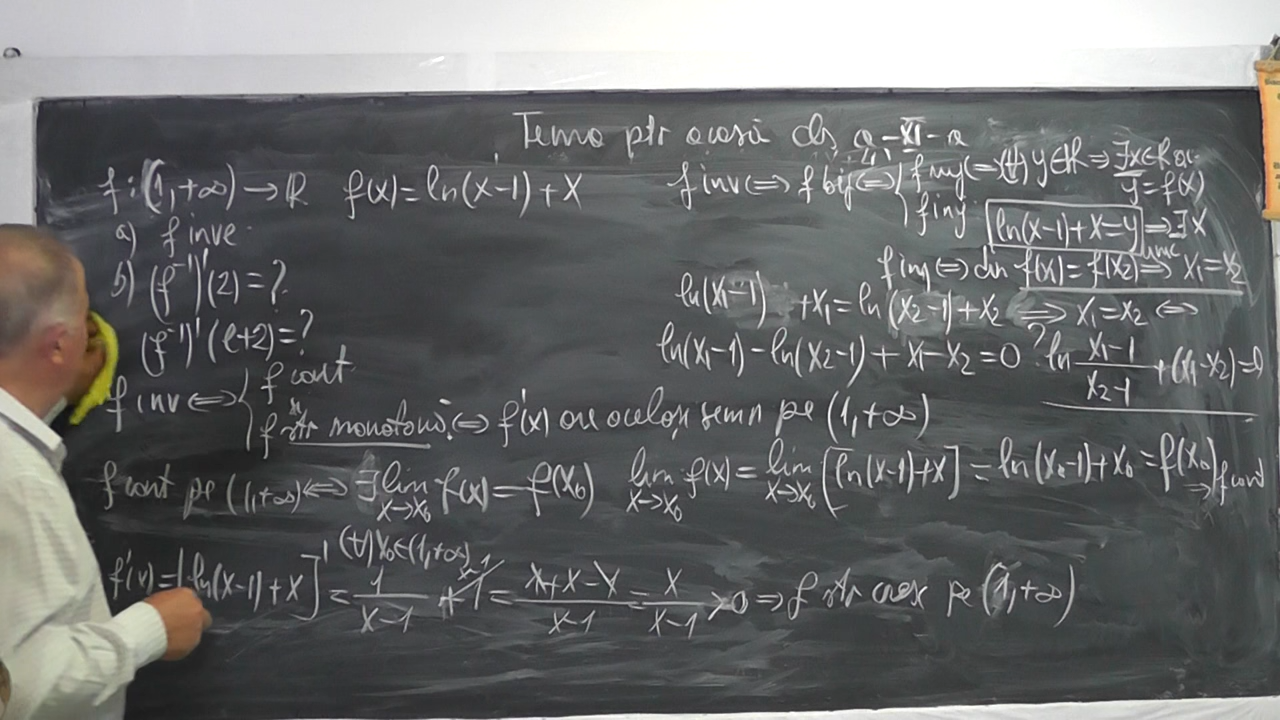 Temă ptr acasă cls a-XI-a
f:(1,+∞)→ℝ f(x)=ln(x-1)+x
a) f inve
b) (f⁻¹)'(2)=?
(f⁻¹)'(e+2)=?
f inv⇔{ f cont
f str monotonă⇔f'(x) are același semn pe (1,+∞)
f inv⇔f bij⇔{ f surj⇔(∀) y∈ℝ⇒∃x∈ℝ aî
y=f(x)
f inj
ln(x-1)+x=y⇒∃x
unic
f inj⇔din f(x₁)=f(x₂)⇒x₁=x₂
ln(x₁-1)+x₁=ln(x₂-1)+x₂⇒x₁=x₂⇔
?
ln(x₁-1)-ln(x₂-1)+x₁-x₂=0 ln (x₁-1)/(x₂-1)+(x₁-x₂)=0
f cont pe (1,+∞)⇔∃lim x→x₀ f(x)=f(x₀) lim x→x₀ f(x)=lim x→x₀ [ln(x-1)+x]=ln(x₀-1)+x₀=f(x₀)⇒f cont
(∀)x₀∈(1,+∞)
f'(x)=[ln(x-1)+x]'=1/(x-1)+1=(1+x-1)/(x-1)=x/(x-1)>0⇒f str cresc pe (1,+∞)